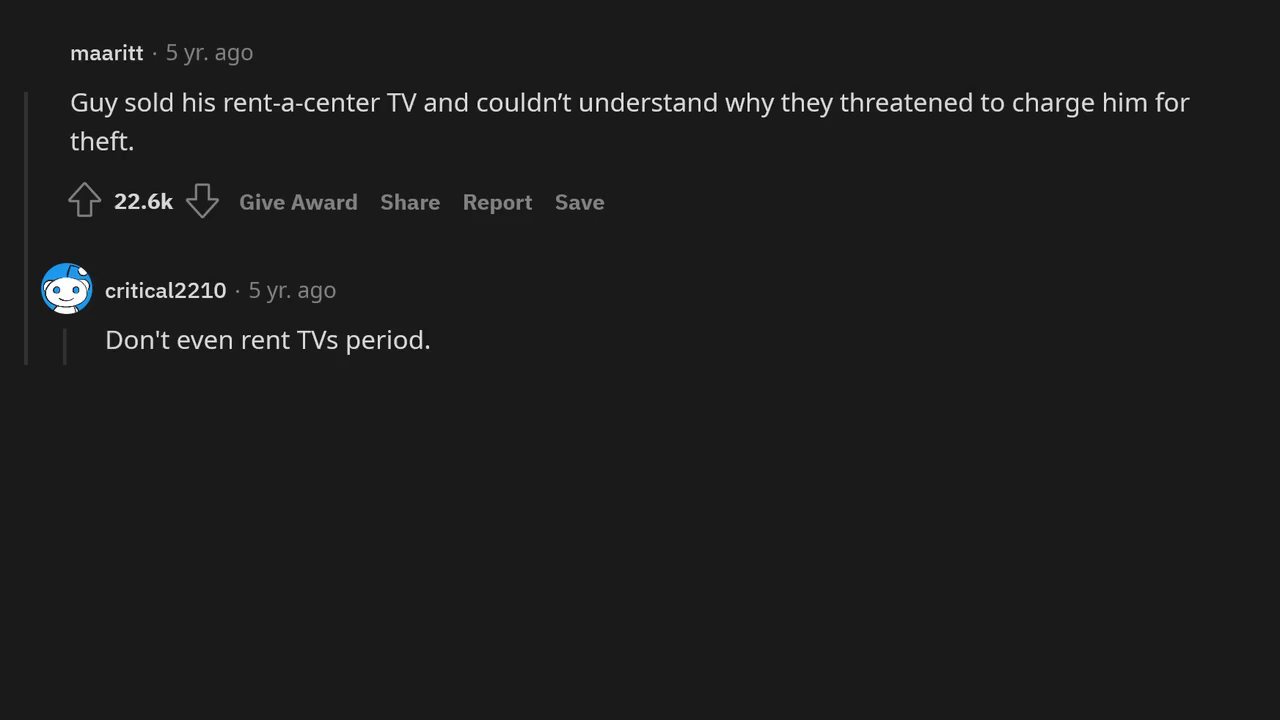 maaritt · 5 yr. ago
Guy sold his rent-a-center TV and couldn’t understand why they threatened to charge him for
theft.
22.6k Give Award Share Report Save
critical2210 · 5 yr. ago
Don't even rent TVs period.